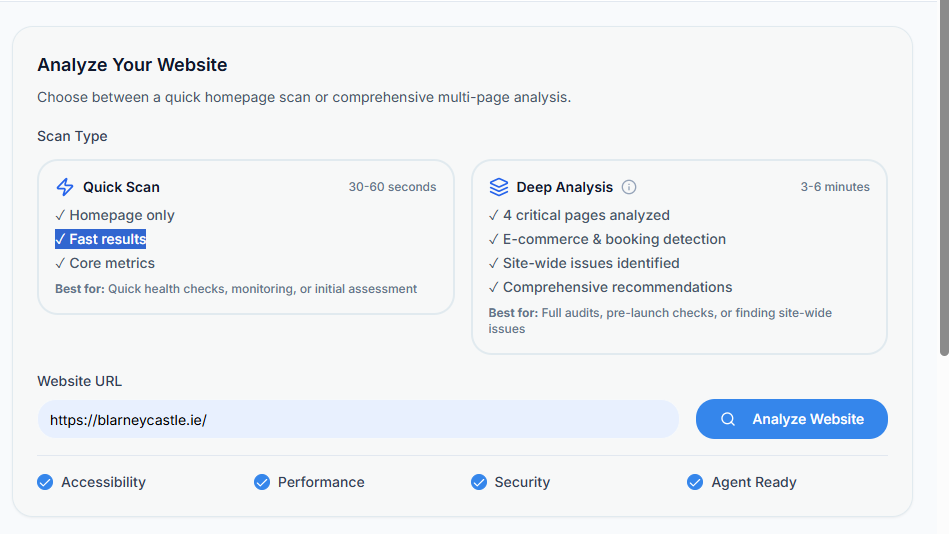 Analyze Your Website
Choose between a quick homepage scan or comprehensive multi-page analysis.
Scan Type
Quick Scan
30-60 seconds
✓ Homepage only
✓ Fast results
✓ Core metrics
Best for: Quick health checks, monitoring, or initial assessment
Deep Analysis
3-6 minutes
✓ 4 critical pages analyzed
✓ E-commerce & booking detection
✓ Site-wide issues identified
✓ Comprehensive recommendations
Best for: Full audits, pre-launch checks, or finding site-wide
issues
Website URL
https://blarneycastle.ie/
Analyze Website
Accessibility
Performance
Security
Agent Ready